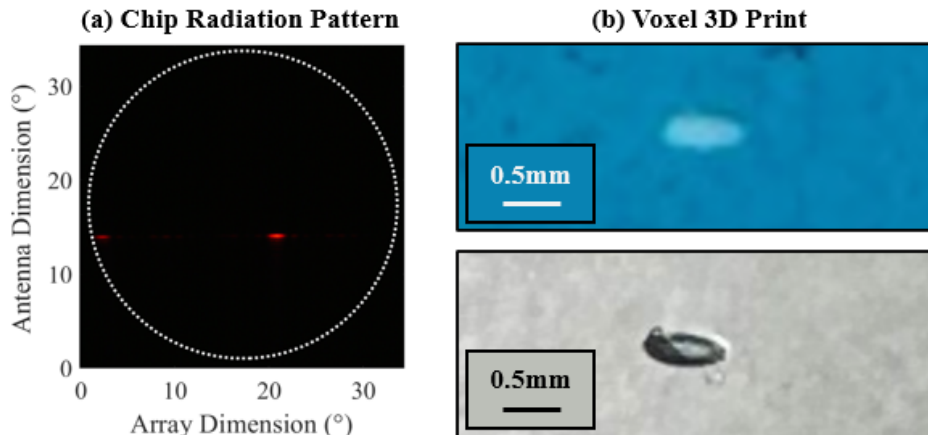 (a) Chip Radiation Pattern
Antenna Dimension (°)
30
20
10
0
0
10
20
30
Array Dimension (°)
(b) Voxel 3D Print
0.5mm
0.5mm